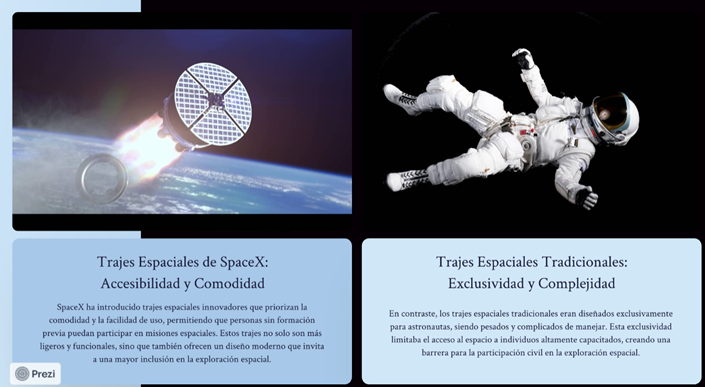 Trajes Espaciales de SpaceX:
Accesibilidad y Comodidad
SpaceX ha introducido trajes espaciales innovadores que priorizan la
comodidad y la facilidad de uso, permitiendo que personas sin formación
previa puedan participar en misiones espaciales. Estos trajes no solo son más
ligeros y funcionales, sino que también ofrecen un diseño moderno que invita
a una mayor inclusión en la exploración espacial.
Trajes Espaciales Tradicionales:
Exclusividad y Complejidad
En contraste, los trajes espaciales tradicionales eran diseñados exclusivamente
para astronautas, siendo pesados y complicados de manejar. Esta exclusividad
limitaba el acceso al espacio a individuos altamente capacitados, creando una
barrera para la participación civil en la exploración espacial.
Prezi